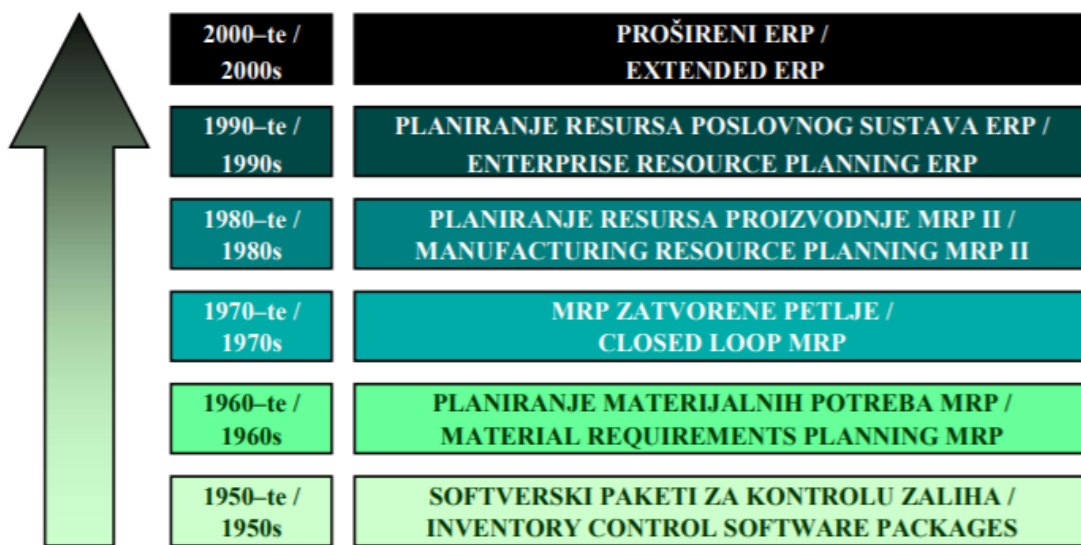 2000–te /
2000s
PROŠIRENI ERP /
EXTENDED ERP
1990–te /
1990s
PLANIRANJE RESURSA POSLOVNOG SUSTAVA ERP /
ENTERPRISE RESOURCE PLANNING ERP
1980–te /
1980s
PLANIRANJE RESURSA PROIZVODNJE MRP II /
MANUFACTURING RESOURCE PLANNING MRP II
1970–te /
1970s
MRP ZATVORENE PETLJE /
CLOSED LOOP MRP
1960–te /
1960s
PLANIRANJE MATERIJALNIH POTREBA MRP /
MATERIAL REQUIREMENTS PLANNING MRP
1950–te /
1950s
SOFTVERSKI PAKETI ZA KONTROLU ZALIHA /
INVENTORY CONTROL SOFTWARE PACKAGES